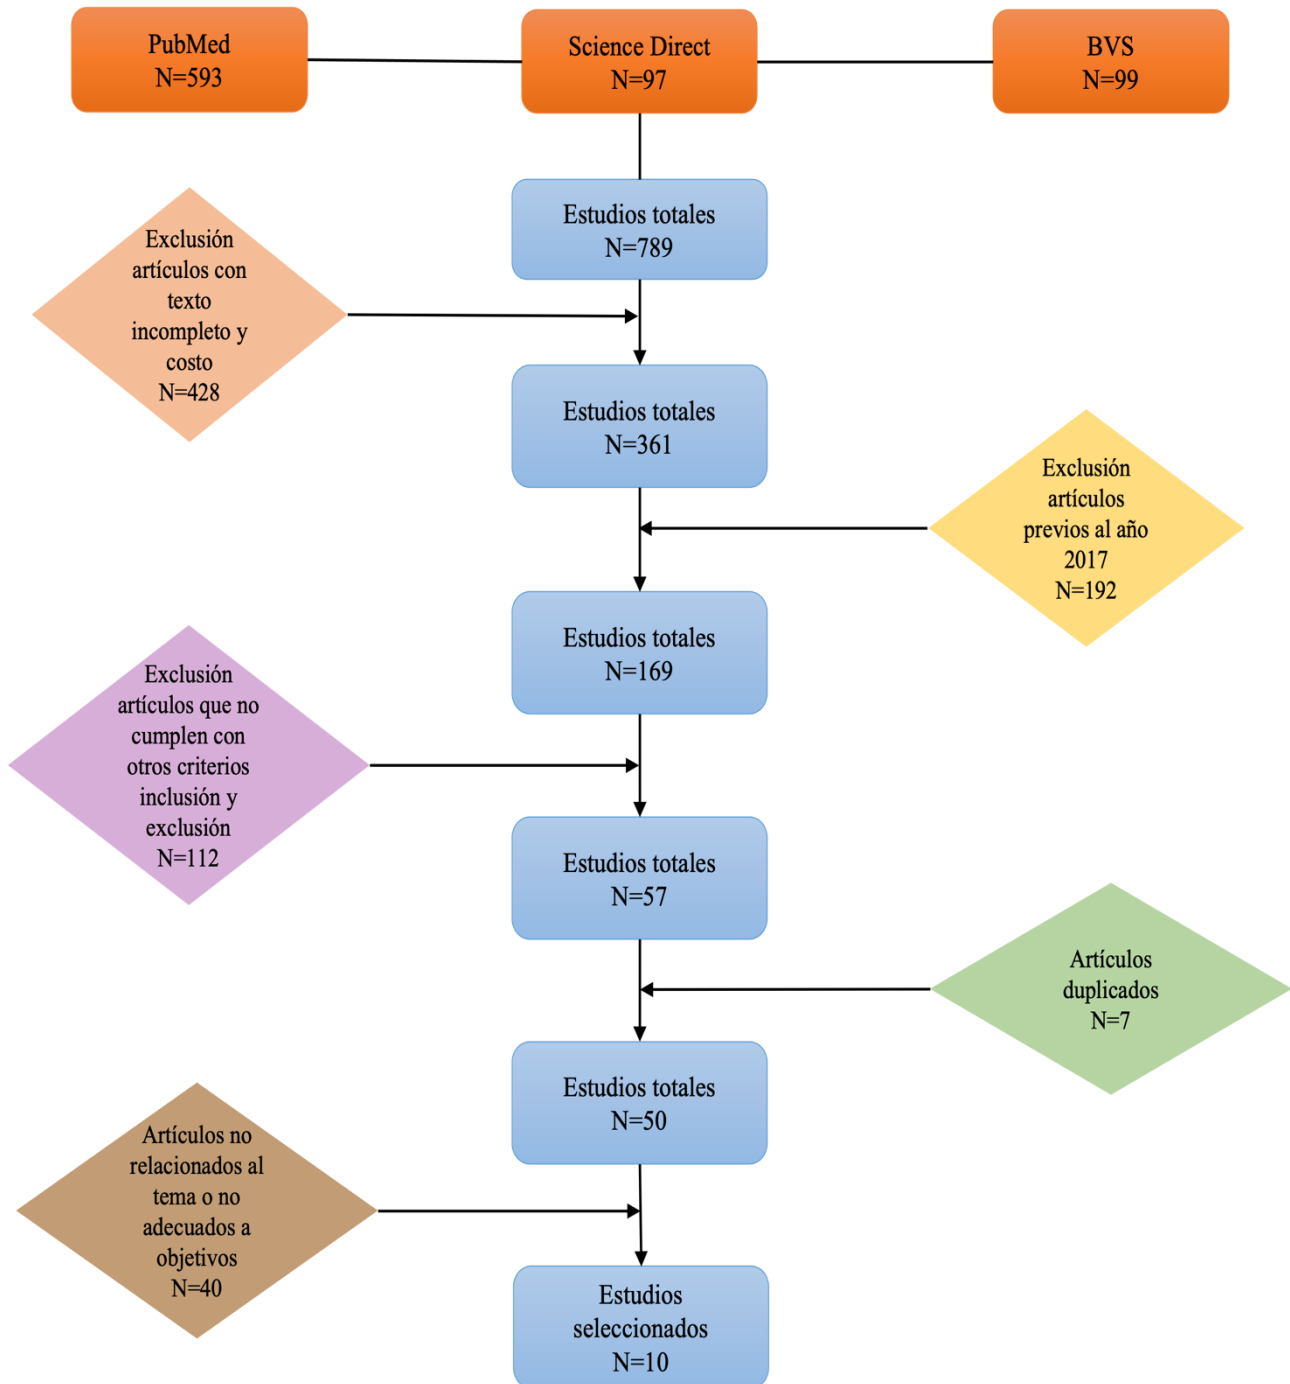 PubMed
N=593
Science Direct
N=97
BVS
N=99
Estudios totales
N=789
Exclusión
artículos con
texto
incompleto y
costo
N=428
Estudios totales
N=361
Exclusión
artículos
previos al año
2017
N=192
Estudios totales
N=169
Exclusión
artículos que no
cumplen con
otros criterios
inclusión y
exclusión
N=112
Estudios totales
N=57
Artículos
duplicados
N=7
Estudios totales
N=50
Artículos no
relacionados al
tema o no
adecuados a
objetivos
N=40
Estudios
seleccionados
N=10